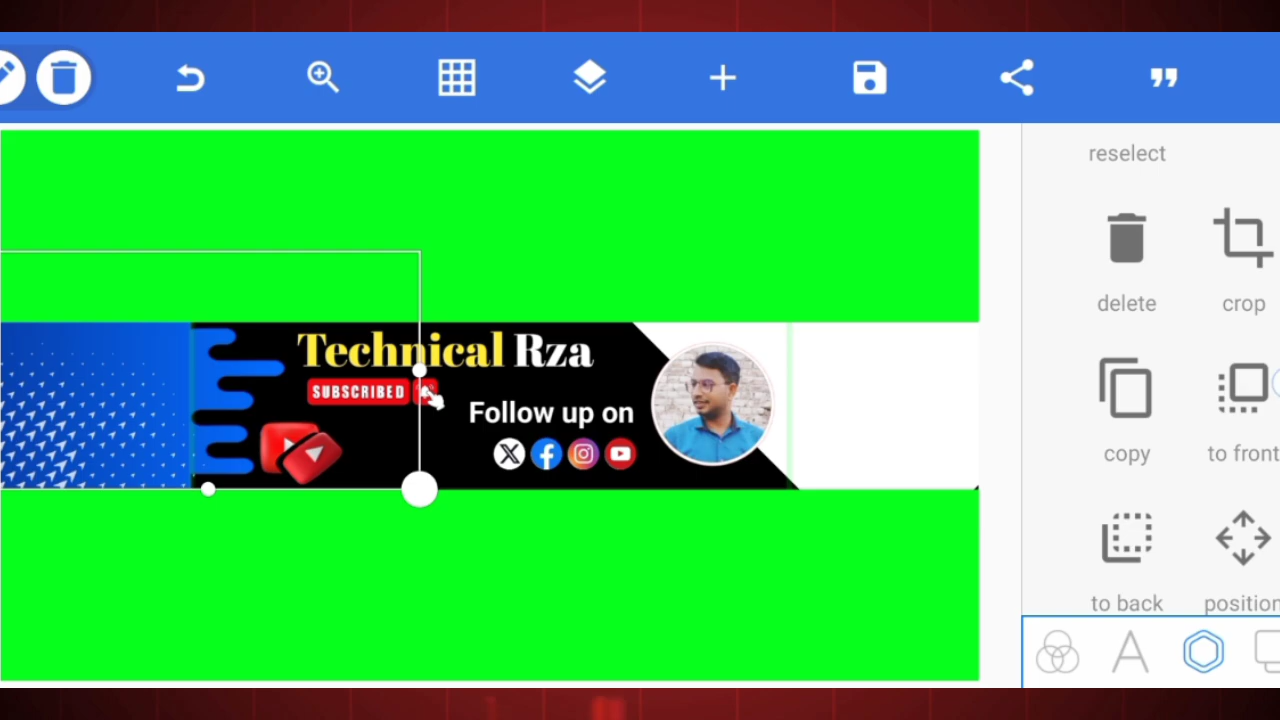 reselect
delete
crop
Technical Rza
SUBSCRIBED
Follow up on
copy
to front
to back
position